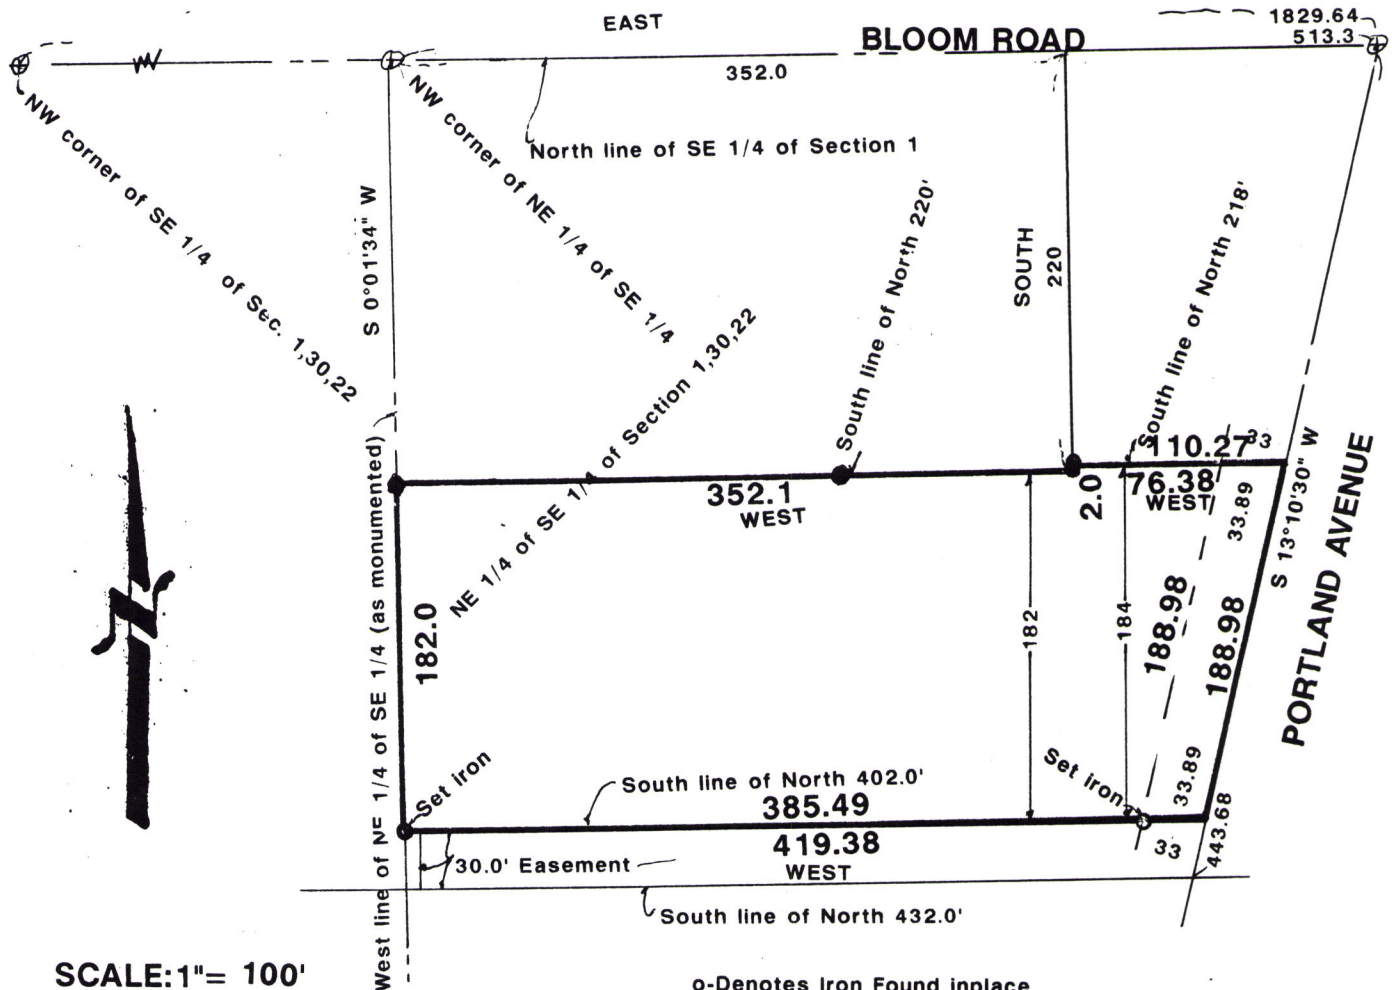 EAST
BLOOM ROAD
1829.64
513.3
352.0
NW corner of SE 1/4 of Sec. 1,30,22
NW corner of NE 1/4 of SE 1/4
NE 1/4 of SE 1/4 of Section 1,30,22
North line of SE 1/4 of Section 1
S 0°01'34" W
South line of North 220'
SOUTH
220
South line of North 218'
110.27
33
76.38
WEST
2.0
33.89
S 13°10'30" W
PORTLAND AVENUE
352.1
WEST
West line of NE 1/4 of SE 1/4 (as monumented)
182.0
182
184
188.98
188.98
Set iron
Set iron
33.89
South line of North 402.0'
385.49
419.38
WEST
33
443.68
30.0' Easement
South line of North 432.0'
SCALE:1"= 100'
o-Denotes Iron Found inplace